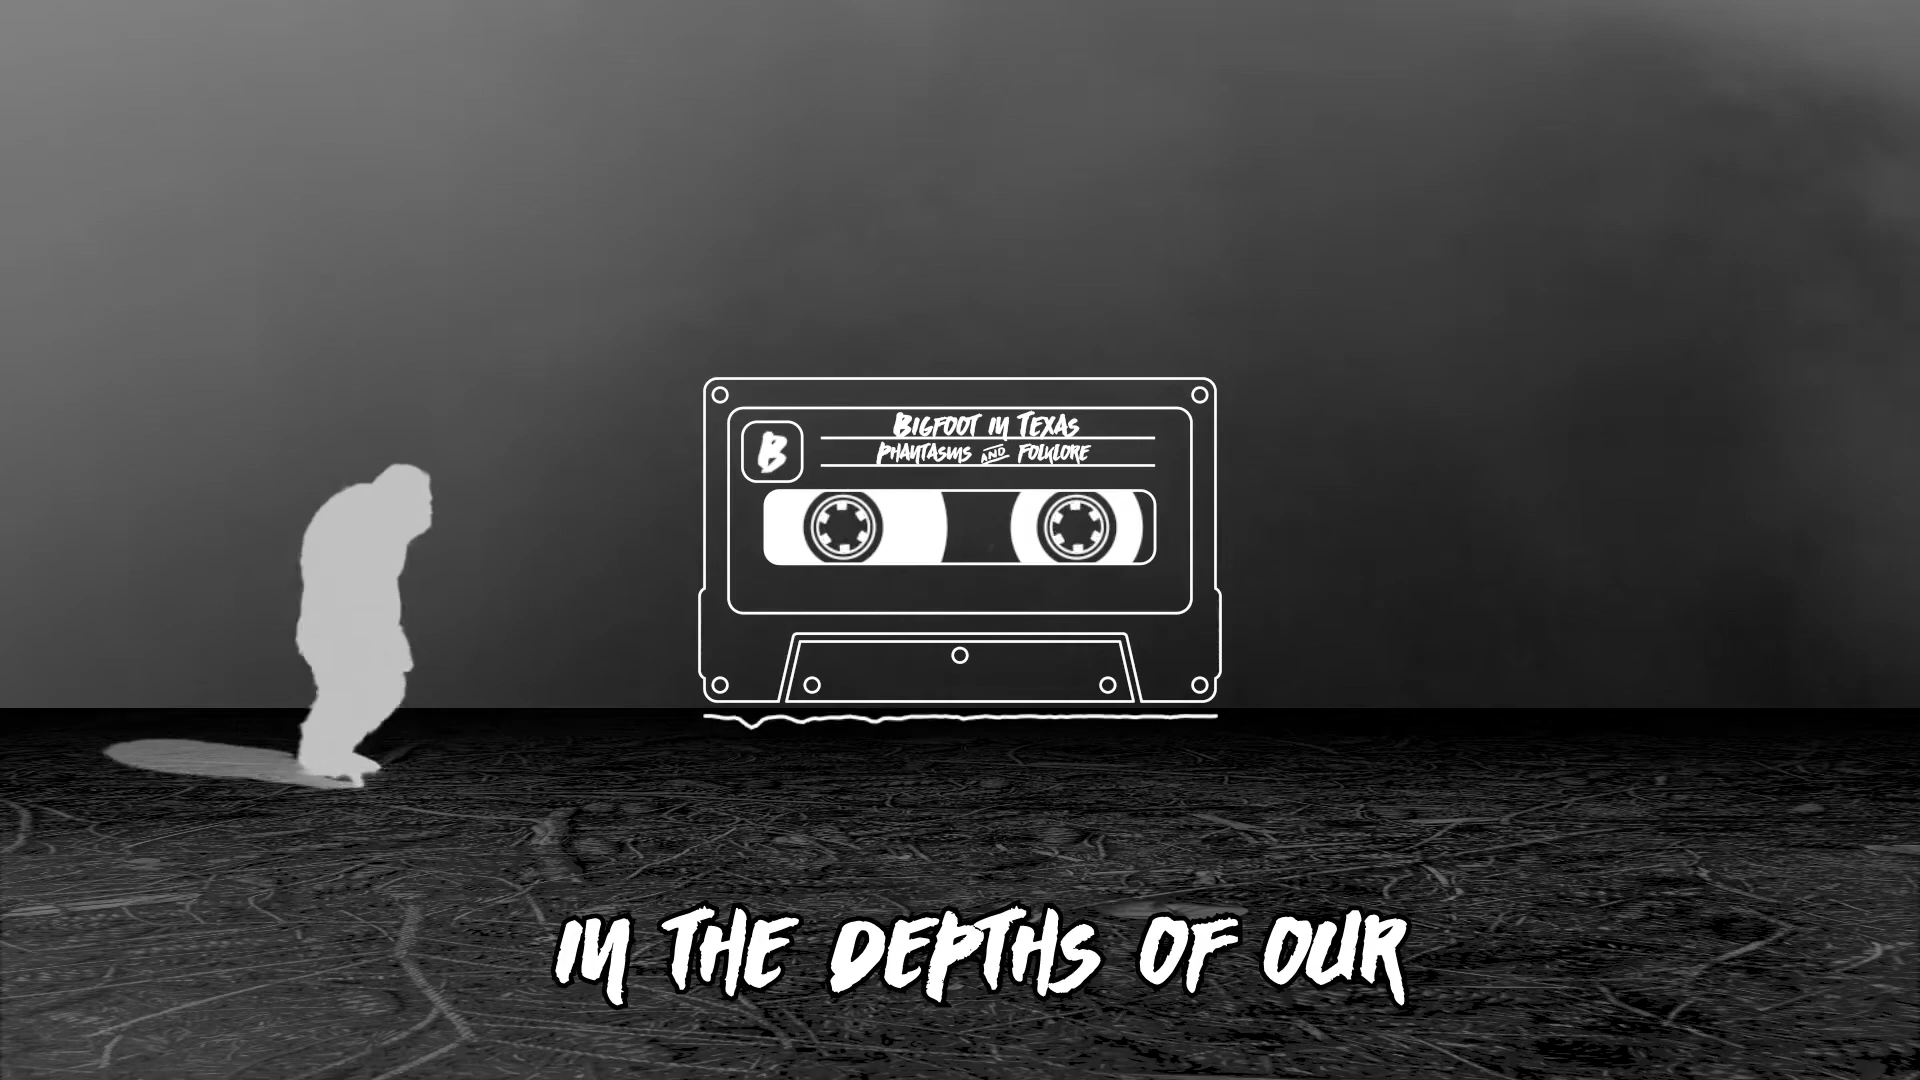 Bigfoot in Texas
B
Phantasms AND Folklore
IN THE DEPTHS OF OUR